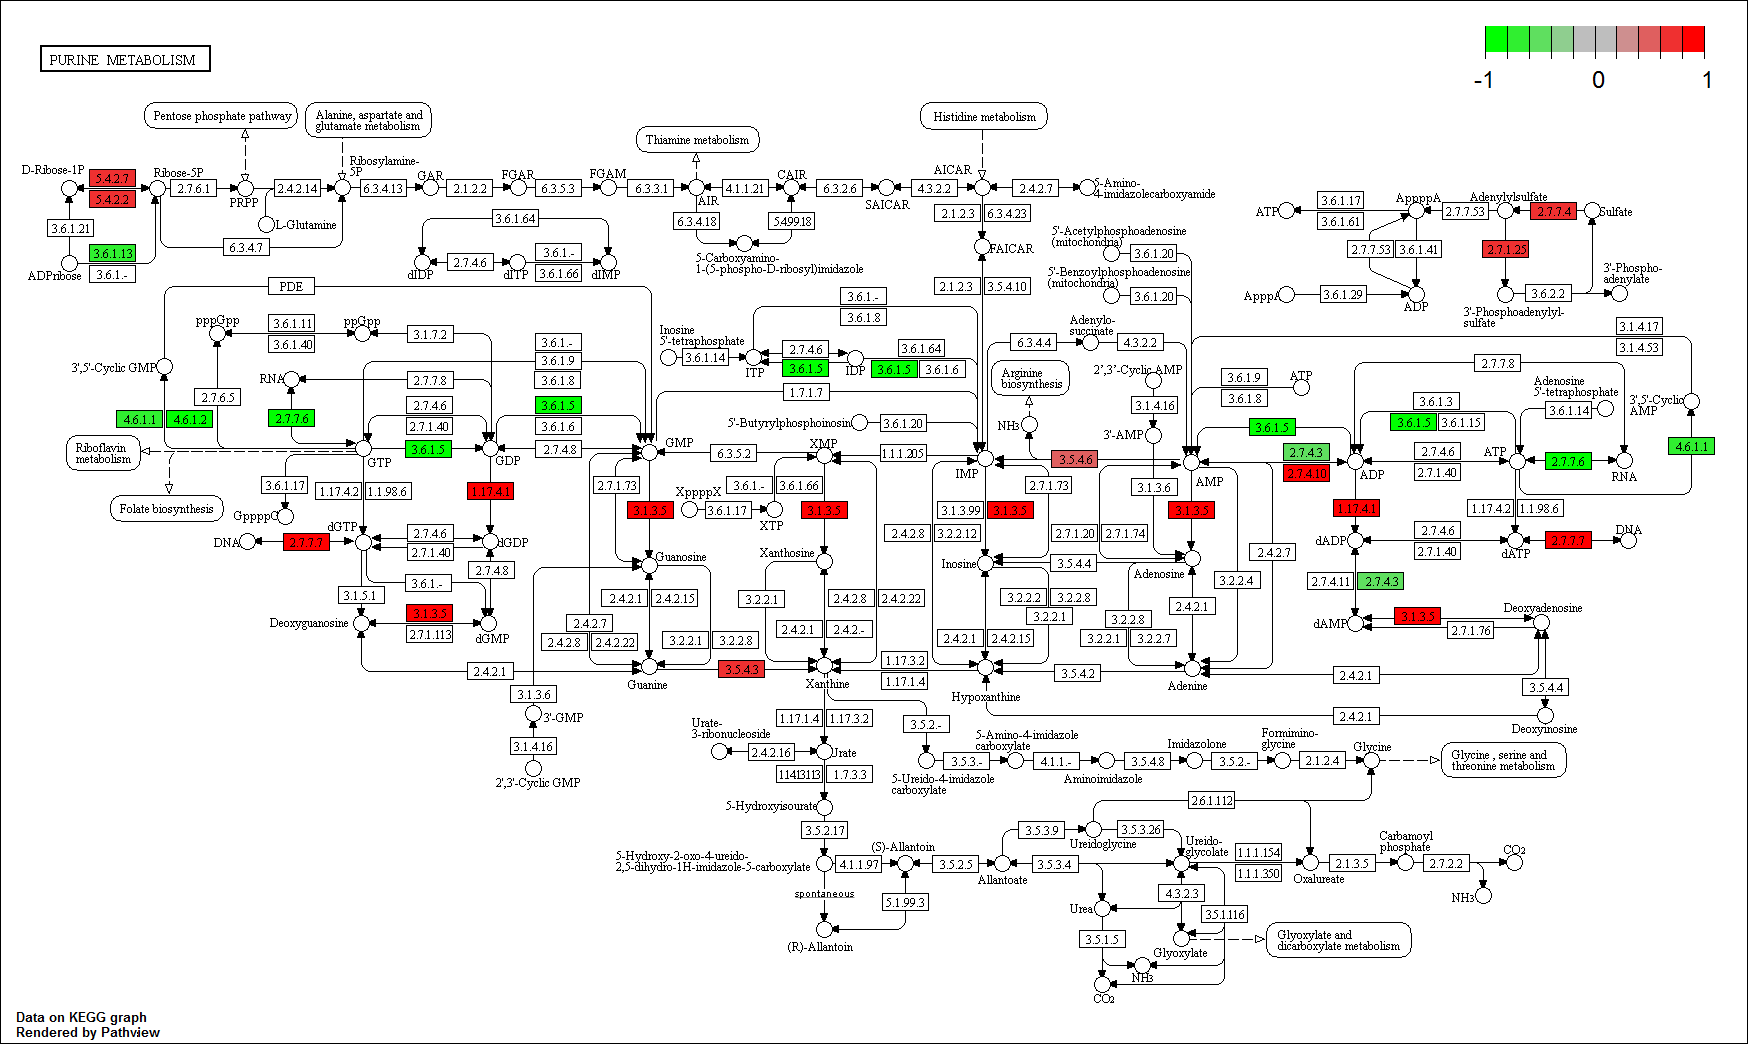 PURINE METABOLISM
-1 0 1
Pentose phosphate pathway
Alanine, aspartate and
glutamate metabolism
Thiamine metabolism
Histidine metabolism
D-Ribose-1P
5.4.2.7
5.4.2.2
Ribose-5P
2.7.6.1
PRPP
2.4.2.14
Ribosylamine-
5P
6.3.4.13
GAR
2.1.2.2
FGAR
6.3.5.3
FGAM
6.3.3.1
AIR
4.1.1.21
CAIR
6.3.2.6
SAICAR
4.3.2.2
AICAR
2.4.2.7
5-Amino-
4-imidazolecarboxyamide
3.6.1.21
L-Glutamine
6.3.4.7
3.6.1.13
3.6.1.-
ADPribose
3.6.1.64
dIDP
2.7.4.6
dITP
3.6.1.-
3.6.1.66
dIMP
6.3.4.18
5.4.99.18
5-Carboxyamino-
1-(5-phospho-D-ribosyl)imidazole
2.1.2.3
6.3.4.23
FAICAR
2.1.2.3
3.5.4.10
5'-Acetylphosphoadenosine
(mitochondria)
3.6.1.20
5'-Benzoylphosphoadenosine
(mitochondria)
3.6.1.20
ATP
3.6.1.17
3.6.1.61
AppppA
2.7.7.53
Adenylylsulfate
2.7.7.4
Sulfate
2.7.7.53
3.6.1.41
2.7.1.25
ApppA
3.6.1.29
ADP
3'-Phosphoadenylyl-
sulfate
3.6.2.2
3'-Phospho-
adenylate
PDE
pppGpp
3.6.1.11
3.6.1.40
ppGpp
3.1.7.2
3',5'-Cyclic GMP
2.7.6.5
RNA
2.7.7.8
3.6.1.-
3.6.1.9
3.6.1.8
4.6.1.1
4.6.1.2
2.7.7.6
2.7.4.6
2.7.1.40
3.6.1.5
3.6.1.6
3.6.1.5
2.7.4.8
GTP
GDP
GMP
Riboflavin
metabolism
Folate biosynthesis
3.6.1.17
GppppG
1.17.4.2
1.1.98.6
1.17.4.1
DNA
2.7.7.7
dGTP
2.7.4.6
2.7.1.40
dGDP
3.6.1.-
2.7.4.8
3.1.5.1
Deoxyguanosine
3.1.3.5
2.7.1.113
dGMP
2.4.2.1
Inosine
5'-tetraphosphate
3.6.1.14
ITP
3.6.1.-
3.6.1.8
2.7.4.6
3.6.1.5
IDP
3.6.1.64
3.6.1.5
3.6.1.6
1.7.1.7
5'-Butyrylphosphoinosine
3.6.1.20
6.3.5.2
XMP
1.1.1.205
IMP
2.7.1.73
XppppX
3.6.1.17
XTP
3.6.1.-
3.6.1.66
3.1.3.5
3.1.3.5
Guanosine
Xanthosine
2.4.2.1
2.4.2.15
2.4.2.7
2.4.2.8
2.4.2.22
3.2.2.1
3.2.2.8
3.2.2.1
2.4.2.8
2.4.2.22
2.4.2.1
2.4.2.-
Guanine
3.5.4.3
Xanthine
1.17.3.2
1.17.1.4
6.3.4.4
Adenylo-
succinate
4.3.2.2
Arginine
biosynthesis
NH3
2',3'-Cyclic AMP
3.1.4.16
3'-AMP
3.1.3.6
3.5.4.6
AMP
2.7.1.73
3.1.3.99
3.1.3.5
2.4.2.8
3.2.2.12
2.7.1.20
2.7.1.74
3.1.3.5
Inosine
3.5.4.4
Adenosine
3.2.2.2
3.2.2.8
3.2.2.1
2.4.2.1
2.4.2.15
2.4.2.7
3.2.2.4
2.4.2.1
3.2.2.8
3.2.2.1
3.2.2.7
Hypoxanthine
3.5.4.2
Adenine
3.6.1.9
3.6.1.8
ATP
3.6.1.5
2.7.4.3
2.7.4.10
ADP
2.7.7.8
3.6.1.3
3.6.1.5
3.6.1.15
2.7.4.6
2.7.1.40
ATP
3.1.4.17
3.1.4.53
Adenosine
5'-tetraphosphate
3.6.1.14
3',5'-Cyclic
AMP
4.6.1.1
2.7.7.6
RNA
1.17.4.1
1.17.4.2
1.1.98.6
dADP
2.7.4.6
2.7.1.40
dATP
2.7.7.7
DNA
2.7.4.11
2.7.4.3
dAMP
3.1.3.5
2.7.1.76
Deoxyadenosine
2.4.2.1
3.5.4.4
2.4.2.1
Deoxyinosine
3.1.3.6
3'-GMP
3.1.4.16
2',3'-Cyclic GMP
Urate-
3-ribonucleoside
2.4.2.16
1.17.1.4
1.17.3.2
Urate
1.14.13.113
1.7.3.3
5-Hydroxyisourate
3.5.2.17
5-Hydroxy-2-oxo-4-ureido-
2,5-dihydro-1H-imidazole-5-carboxylate
4.1.1.97
(S)-Allantoin
spontaneous
5.1.99.3
(R)-Allantoin
3.5.2.-
5-Ureido-4-imidazole
carboxylate
3.5.3.-
5-Amino-4-imidazole
carboxylate
4.1.1.-
Aminoimidazole
3.5.4.8
Imidazolone
3.5.2.-
Formimino-
glycine
2.1.2.4
Glycine
Glycine , serine and
threonine metabolism
3.5.2.5
Allantoate
3.5.3.9
Ureidoglycine
3.5.3.26
3.5.3.4
2.6.1.112
Ureido-
glycolate
1.1.1.154
1.1.1.350
Oxalureate
2.1.3.5
Carbamoyl
phosphate
2.7.2.2
CO2
NH3
4.3.2.3
Urea
3.5.1.116
3.5.1.5
Glyoxylate
Glyoxylate and
dicarboxylate metabolism
NH3
CO2
Data on KEGG graph
Rendered by Pathview